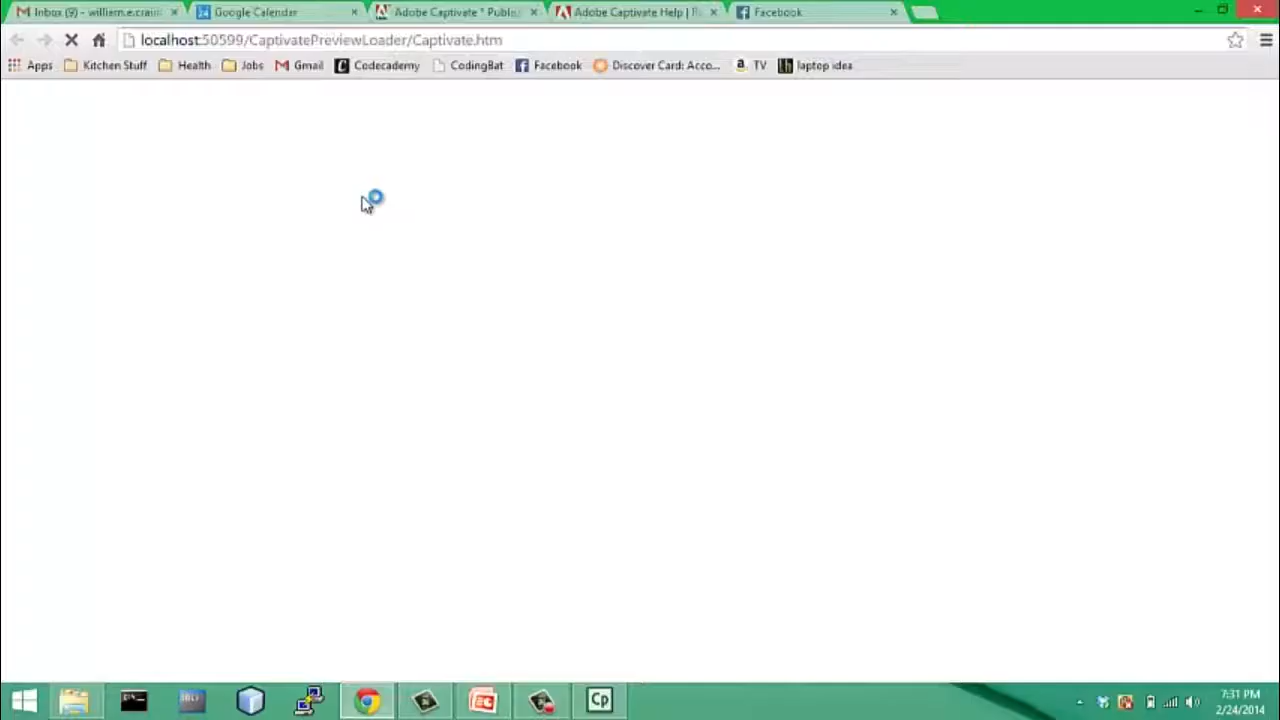 Inbox (9) - william.e.crain
Google Calendar
Adobe Captivate * Publis
Adobe Captivate Help |
Facebook
localhost:50599/CaptivatePreviewLoader/Captivate.htm
Apps
Kitchen Stuff
Health
Jobs
Gmail
Codecademy
CodingBat
Facebook
Discover Card: Acco...
TV
laptop idea
Cp
7:31 PM
2/24/2014